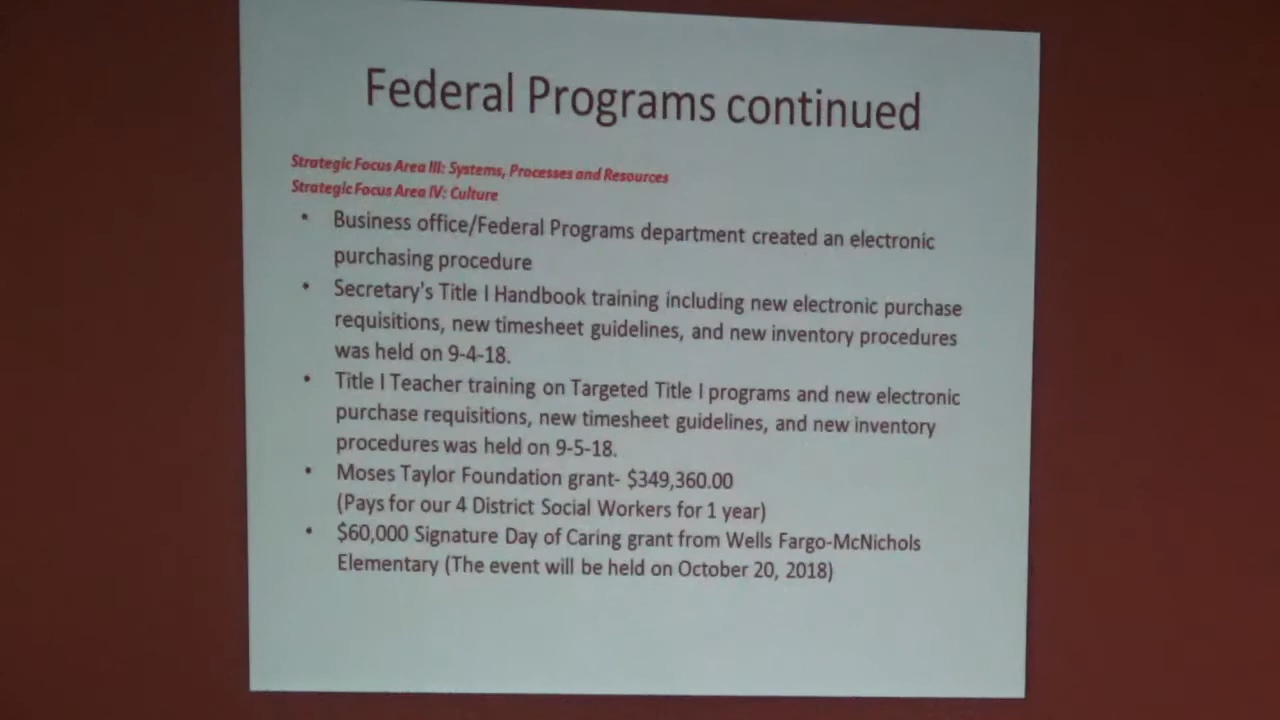 Federal Programs continued
Strategic Focus Area III: Systems, Processes and Resources
Strategic Focus Area IV: Culture
• Business office/Federal Programs department created an electronic
purchasing procedure
• Secretary's Title I Handbook training including new electronic purchase
requisitions, new timesheet guidelines, and new inventory procedures
was held on 9-4-18.
• Title I Teacher training on Targeted Title I programs and new electronic
purchase requisitions, new timesheet guidelines, and new inventory
procedures was held on 9-5-18.
• Moses Taylor Foundation grant- $349,360.00
(Pays for our 4 District Social Workers for 1 year)
• $60,000 Signature Day of Caring grant from Wells Fargo-McNichols
Elementary (The event will be held on October 20, 2018)